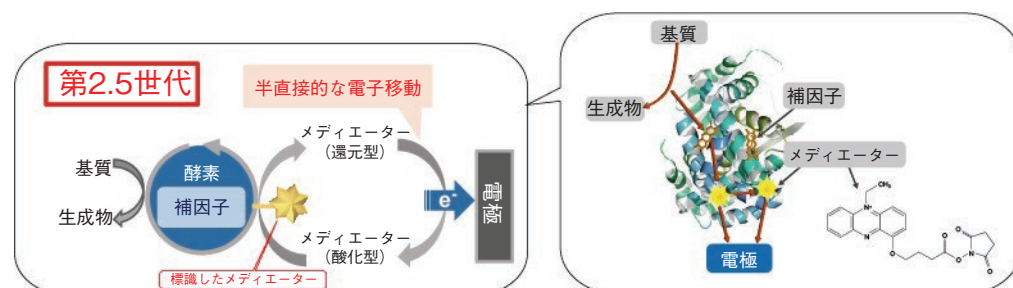 第2.5世代
半直接的な電子移動
メディエーター
（還元型）
基質
酵素
補因子
生成物
e⁻
電極
メディエーター
（酸化型）
標識したメディエーター
基質
生成物
補因子
メディエーター
電極
CH₃
N⁺
N
O
O
O
N
O
O